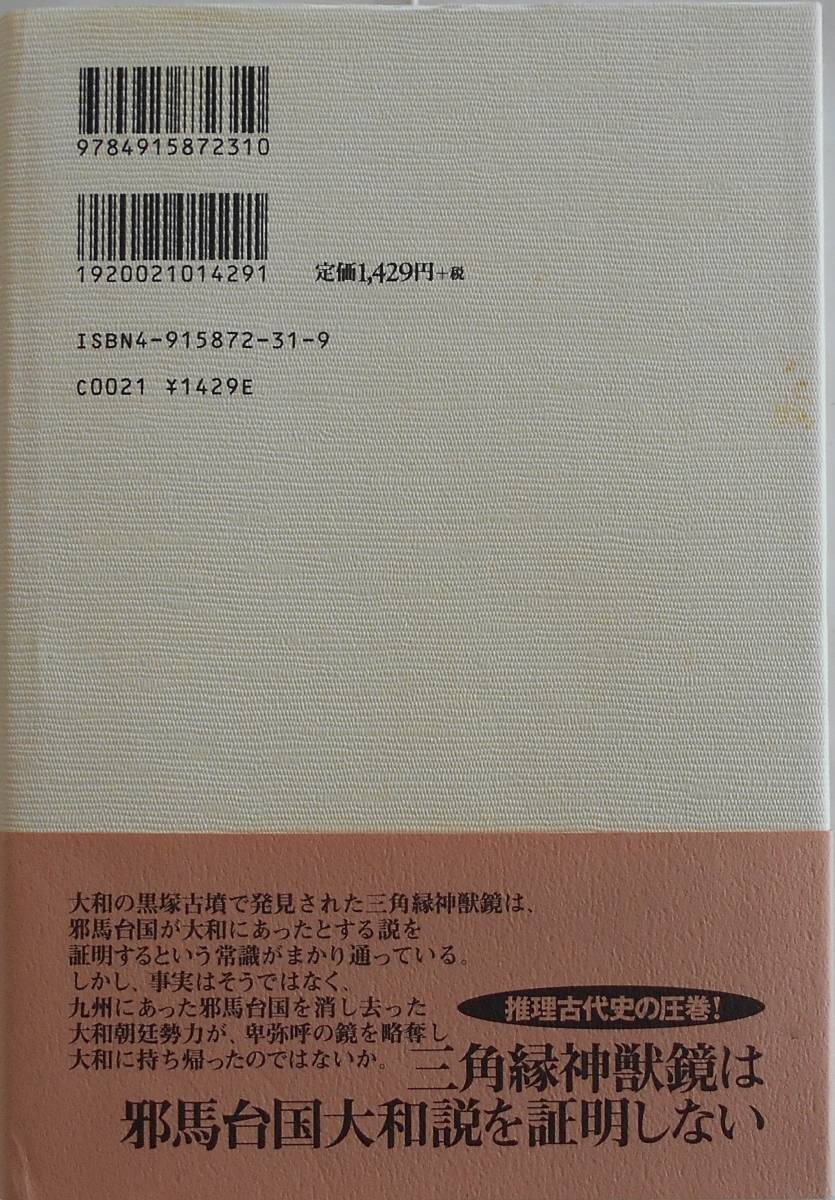 9784915872310
1920021014291
定価1,429円+税
ISBN4-915872-31-9
C0021 ¥1429E
大和の黒塚古墳で発見された三角縁神獣鏡は、
邪馬台国が大和にあったとする説を
証明するという常識がまかり通っている。
しかし、事実はそうではなく、
九州にあった邪馬台国を消し去った
大和朝廷勢力が、卑弥呼の鏡を略奪し
大和に持ち帰ったのではないか。
推理古代史の圧巻!
三角縁神獣鏡は
邪馬台国大和説を証明しない